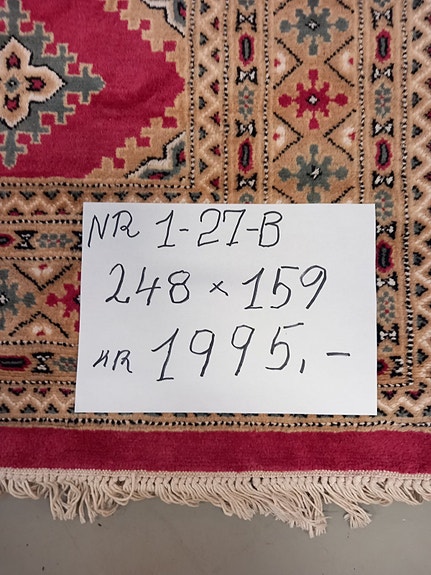 NR 1-27-B
248 x 159
KR 1995,-